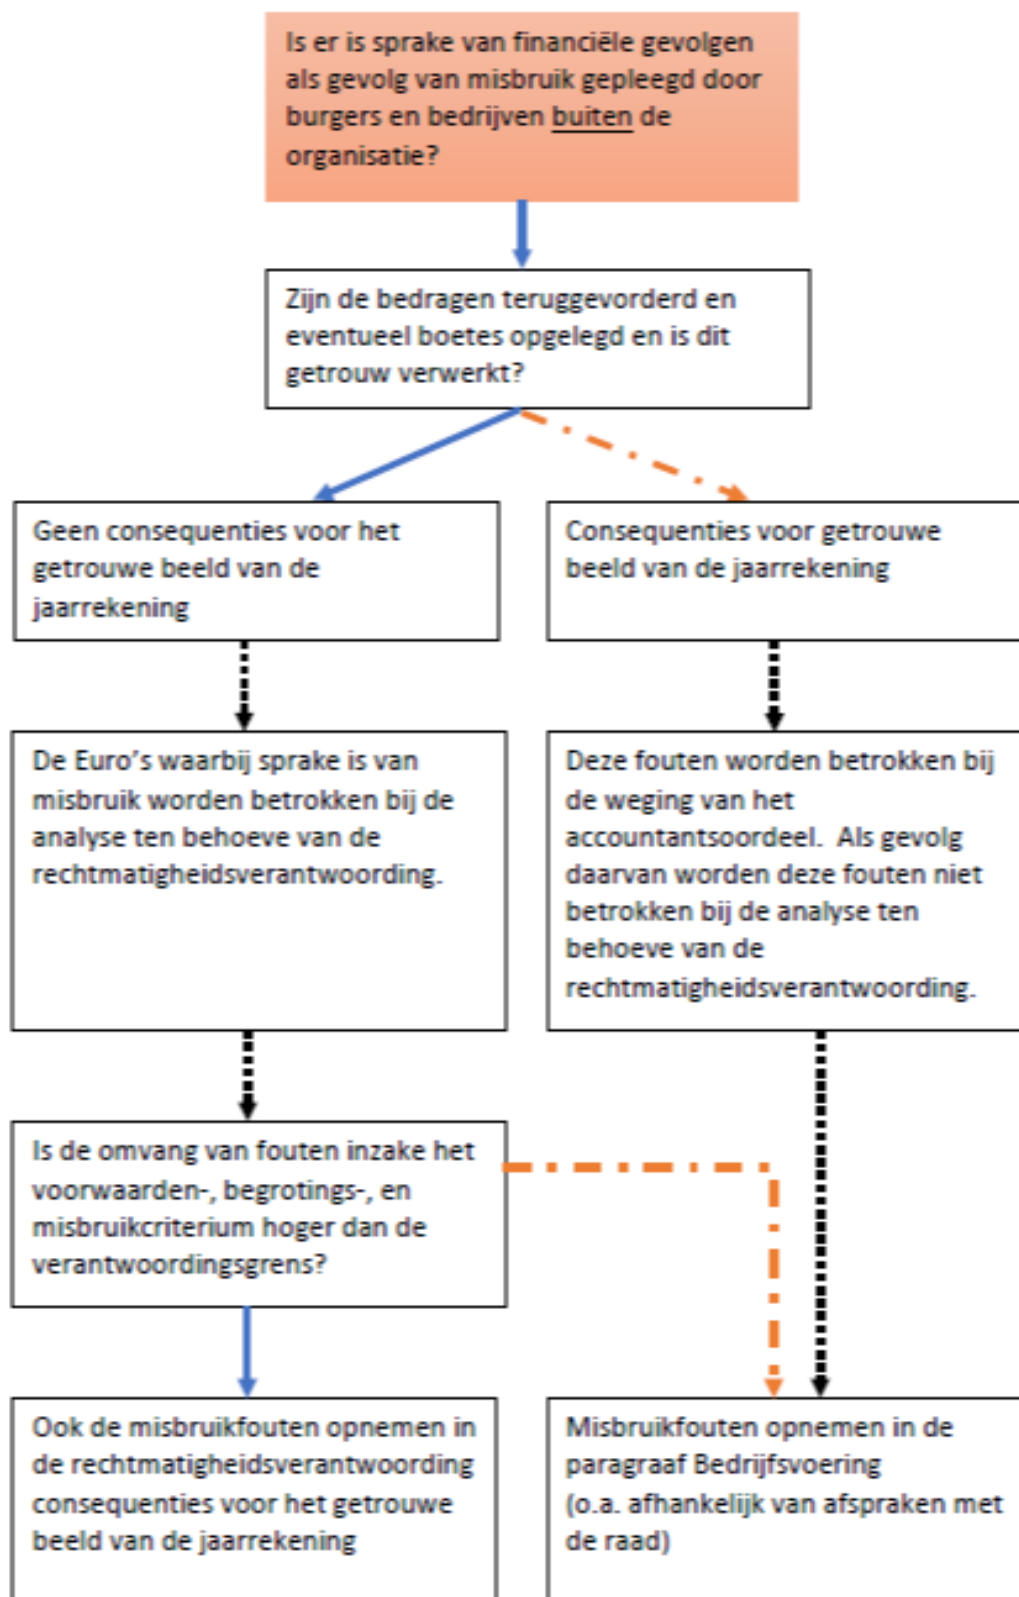 Is er is sprake van financiële gevolgen
als gevolg van misbruik gepleegd door
burgers en bedrijven buiten de
organisatie?
Zijn de bedragen teruggevorderd en
eventueel boetes opgelegd en is dit
getrouw verwerkt?
Geen consequenties voor het
getrouwe beeld van de
jaarrekening
Consequenties voor getrouwe
beeld van de jaarrekening
De Euro's waarbij sprake is van
misbruik worden betrokken bij de
analyse ten behoeve van de
rechtmatigheidsverantwoording.
Deze fouten worden betrokken bij
de weging van het
accountantsoordeel.  Als gevolg
daarvan worden deze fouten niet
betrokken bij de analyse ten
behoeve van de
rechtmatigheidsverantwoording.
Is de omvang van fouten inzake het
voorwaarden-, begrotings-, en
misbruikcriterium hoger dan de
verantwoordingsgrens?
Ook de misbruikfouten opnemen in
de rechtmatigheidsverantwoording
consequenties voor het getrouwe
beeld van de jaarrekening
Misbruikfouten opnemen in de
paragraaf Bedrijfsvoering
(o.a. afhankelijk van afspraken met
de raad)